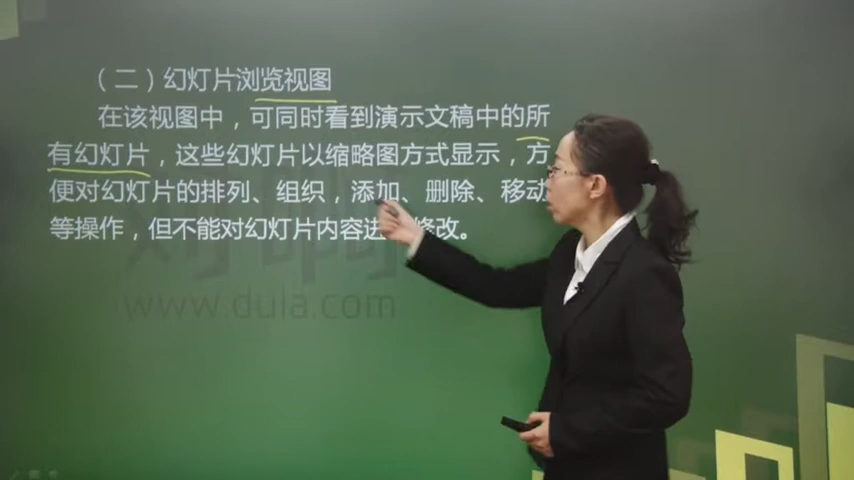 （二）幻灯片浏览视图
在该视图中，可同时看到演示文稿中的所
有幻灯片，这些幻灯片以缩略图方式显示，方
便对幻灯片的排列、组织，添加、删除、移动
等操作，但不能对幻灯片内容进 修改。
www.dula.com